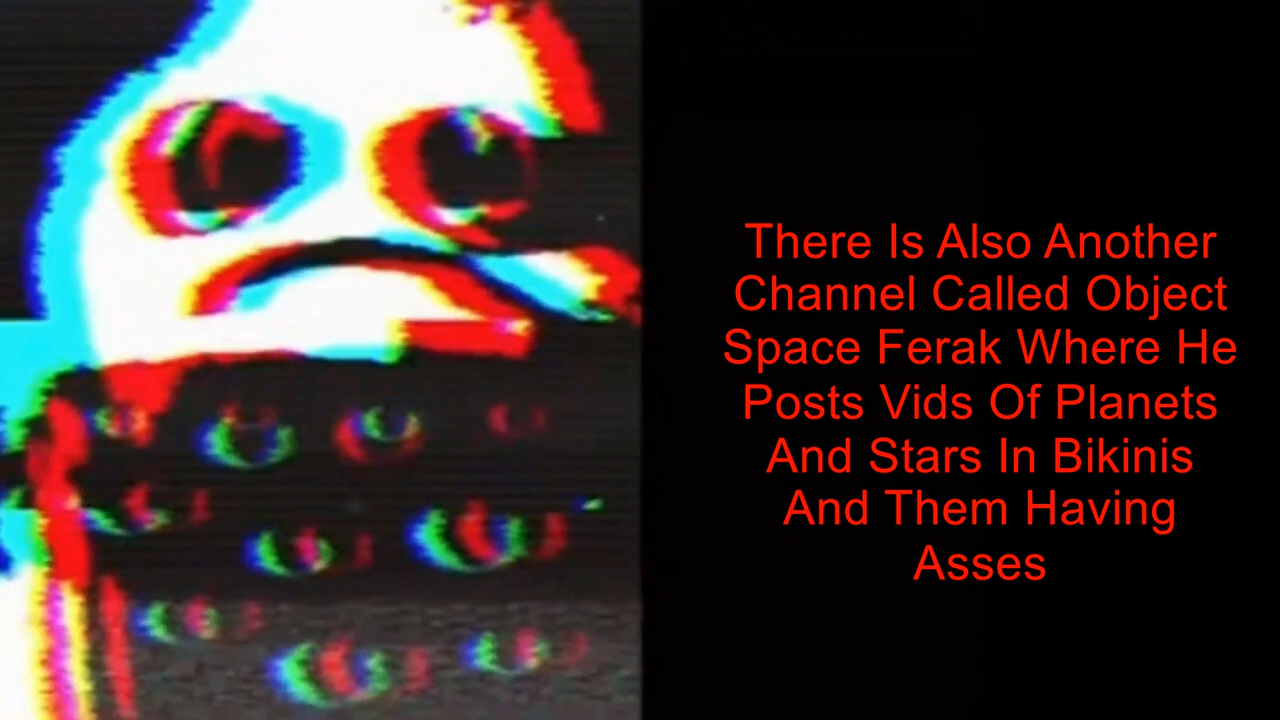 There Is Also Another
Channel Called Object
Space Ferak Where He
Posts Vids Of Planets
And Stars In Bikinis
And Them Having
Asses